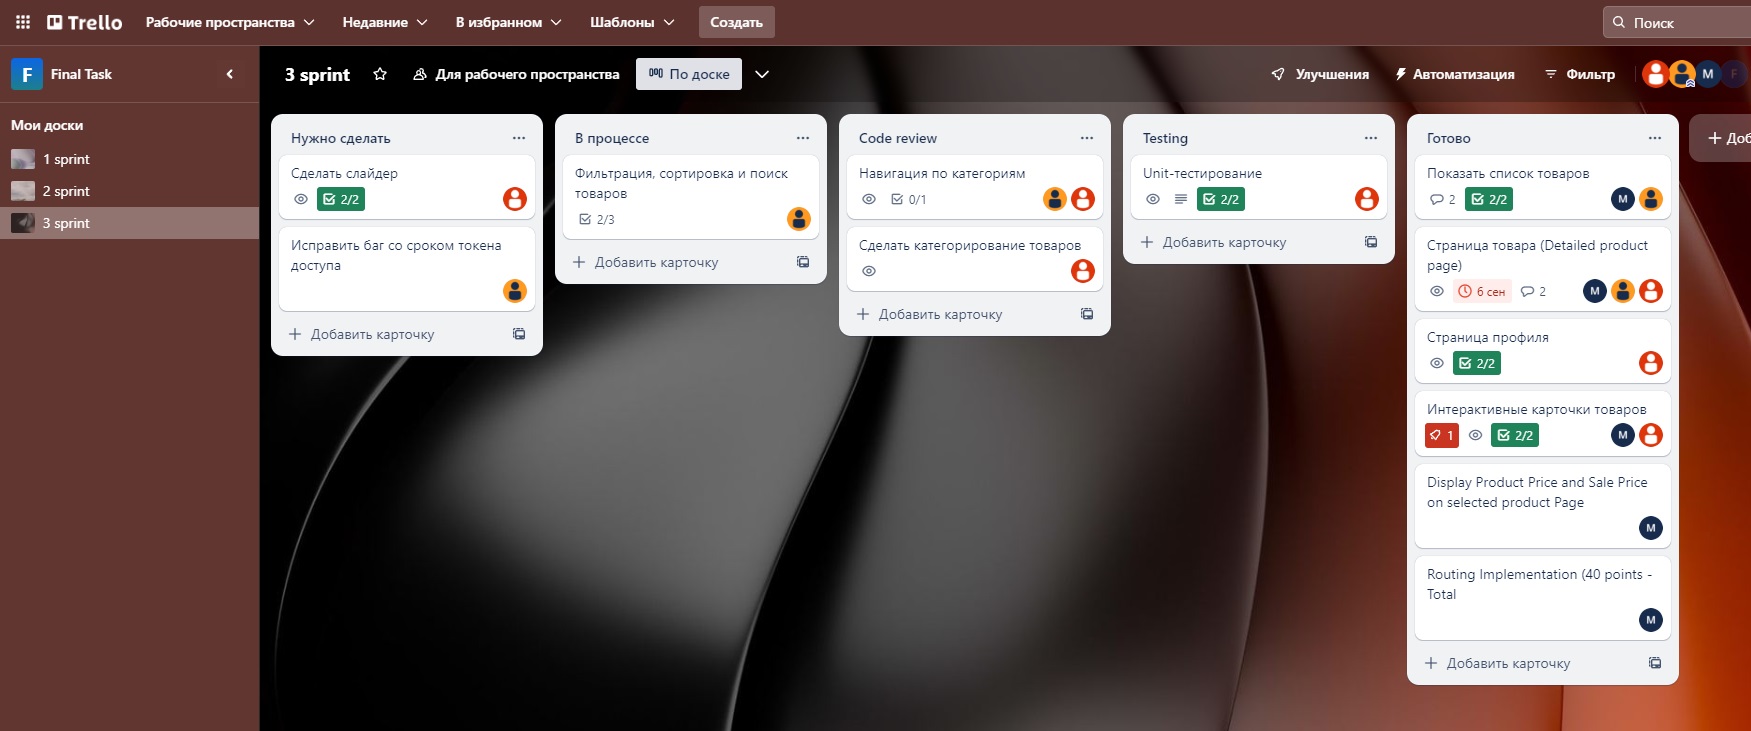 Trello
Рабочие пространства
Недавние
В избранном
Шаблоны
Создать
Поиск
F
Final Task
Мои доски
1 sprint
2 sprint
3 sprint
3 sprint
Для рабочего пространства
По доске
Улучшения
Автоматизация
Фильтр
M
F
Нужно сделать
Сделать слайдер
2/2
Исправить баг со сроком токена
доступа
Добавить карточку
В процессе
Фильтрация, сортировка и поиск
товаров
2/3
Добавить карточку
Code review
Навигация по категориям
0/1
Сделать категорирование товаров
Добавить карточку
Testing
Unit-тестирование
2/2
Добавить карточку
Готово
Показать список товаров
2
2/2
M
Страница товара (Detailed product
page)
6 сен
2
M
Страница профиля
2/2
Интерактивные карточки товаров
1
2/2
M
Display Product Price and Sale Price
on selected product Page
M
Routing Implementation (40 points -
Total
M
Добавить карточку